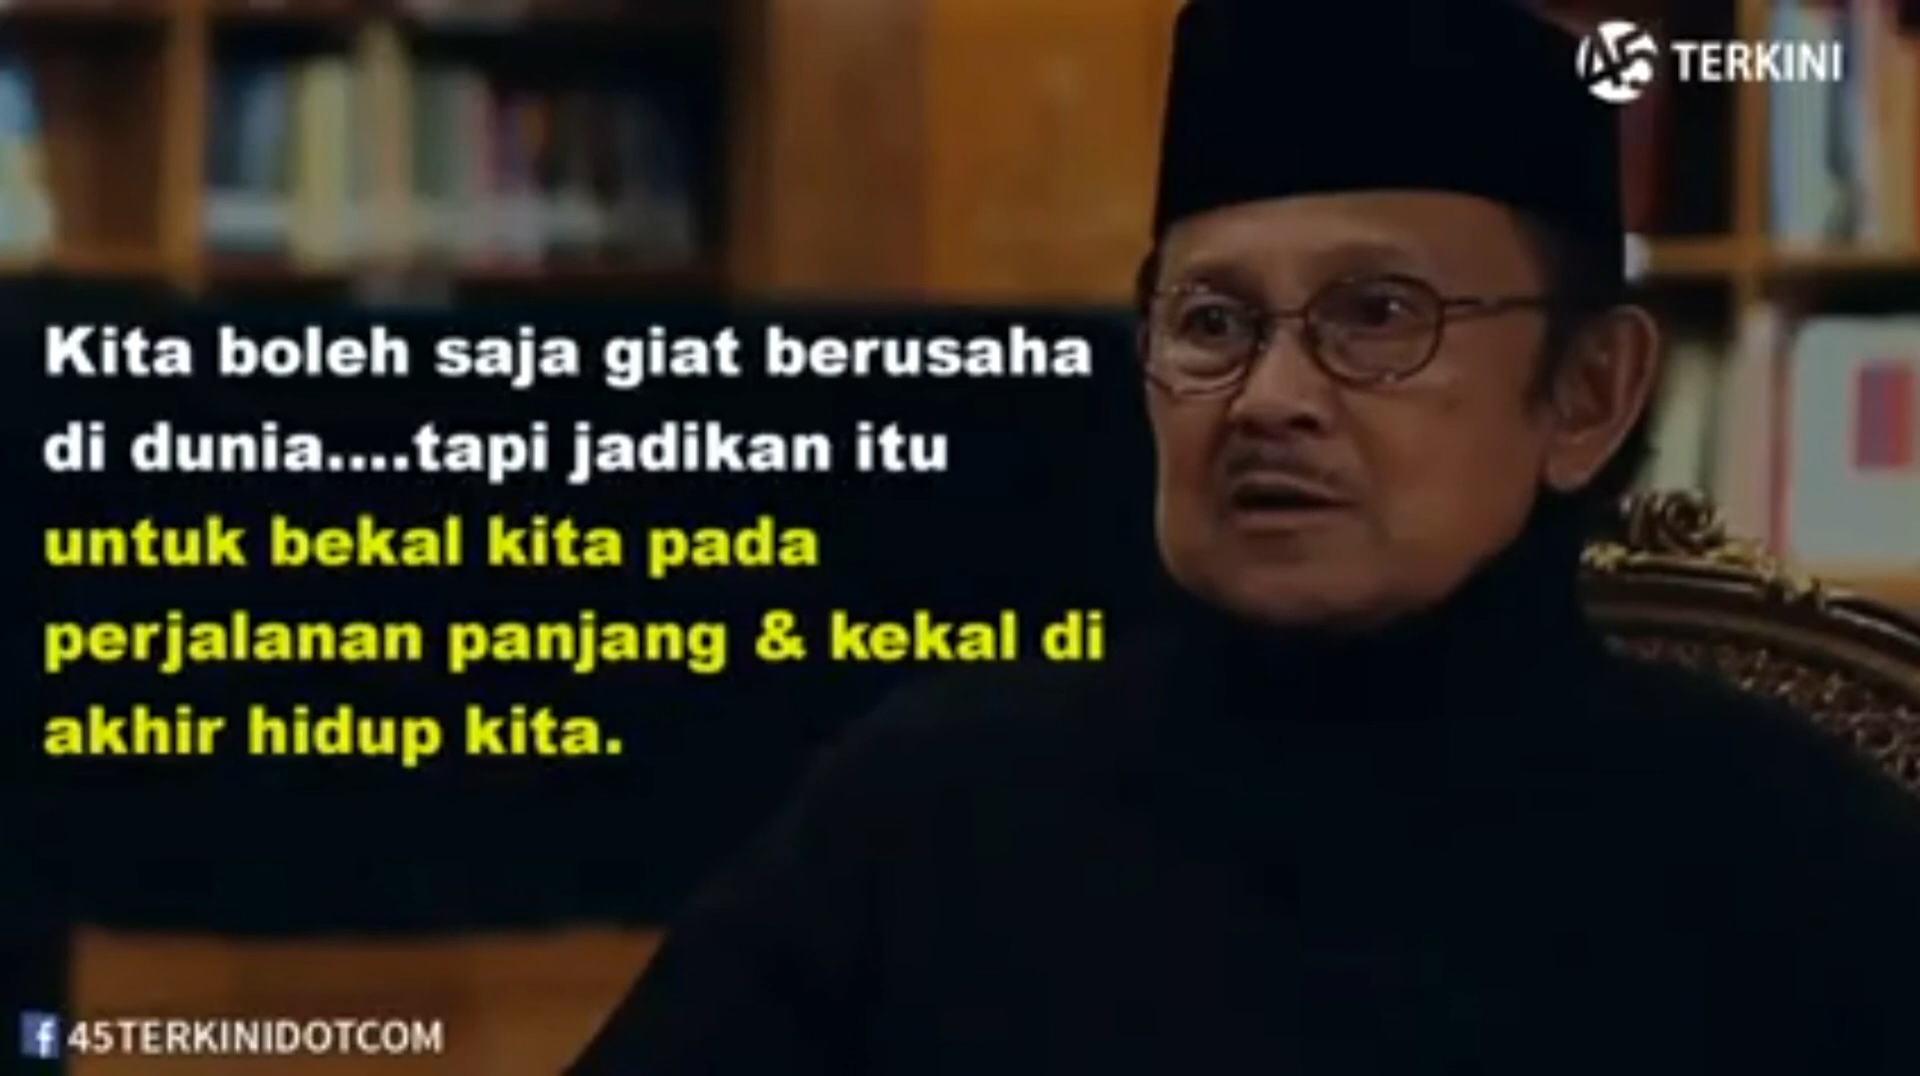 45 TERKINI
Kita boleh saja giat berusaha
di dunia....tapi jadikan itu
untuk bekal kita pada
perjalanan panjang & kekal di
akhir hidup kita.
f 45TERKINIDOTCOM